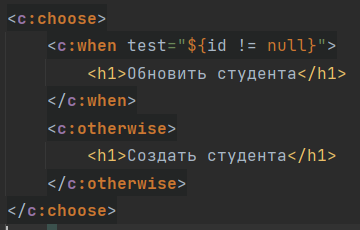 <c:choose>
<c:when test="${id != null}">
<h1>Обновить студента</h1>
</c:when>
<c:otherwise>
<h1>Создать студента</h1>
</c:otherwise>
</c:choose>